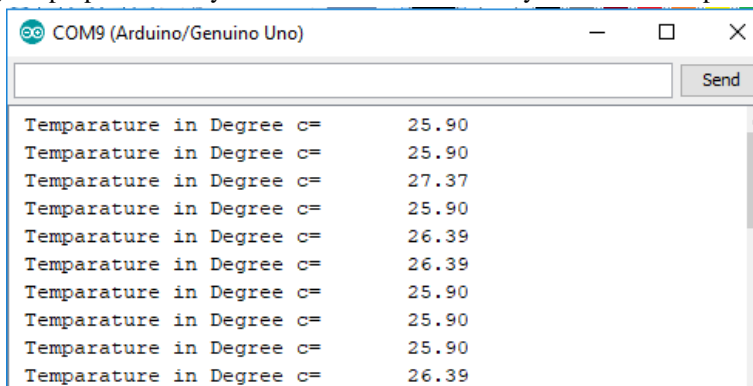 COM9 (Arduino/Genuino Uno)
Send
Temparature in Degree c= 25.90
Temparature in Degree c= 25.90
Temparature in Degree c= 27.37
Temparature in Degree c= 25.90
Temparature in Degree c= 26.39
Temparature in Degree c= 26.39
Temparature in Degree c= 25.90
Temparature in Degree c= 25.90
Temparature in Degree c= 25.90
Temparature in Degree c= 26.39